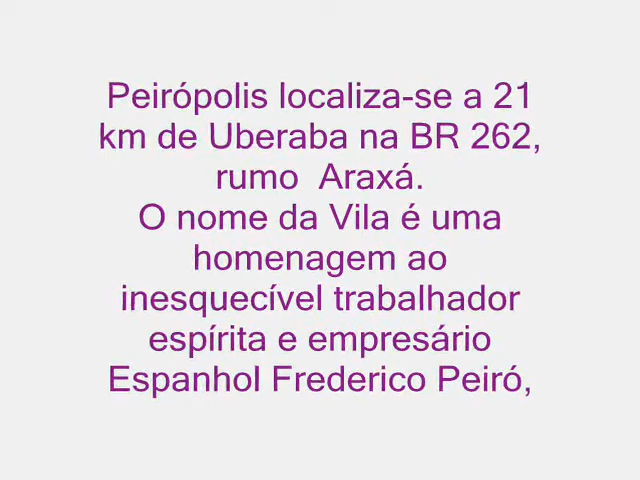 Peirópolis localiza-se a 21
km de Uberaba na BR 262,
rumo  Araxá.
O nome da Vila é uma
homenagem ao
inesquecível trabalhador
espírita e empresário
Espanhol Frederico Peiró,